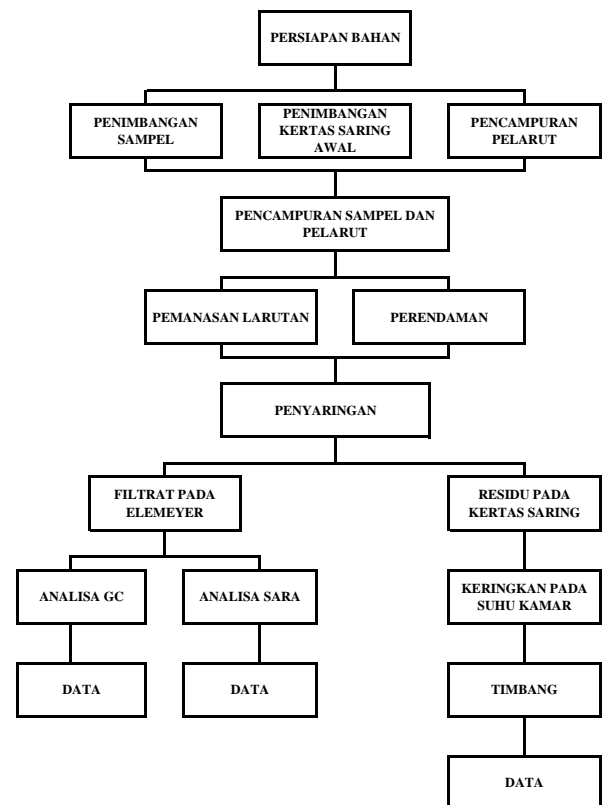 PERSIAPAN BAHAN
PENIMBANGAN
SAMPEL
PENIMBANGAN
KERTAS SARING
AWAL
PENCAMPURAN
PELARUT
PENCAMPURAN SAMPEL DAN
PELARUT
PEMANASAN LARUTAN
PERENDAMAN
PENYARINGAN
FILTRAT PADA
ELEMEYER
RESIDU PADA
KERTAS SARING
ANALISA GC
ANALISA SARA
KERINGKAN PADA
SUHU KAMAR
DATA
DATA
TIMBANG
DATA